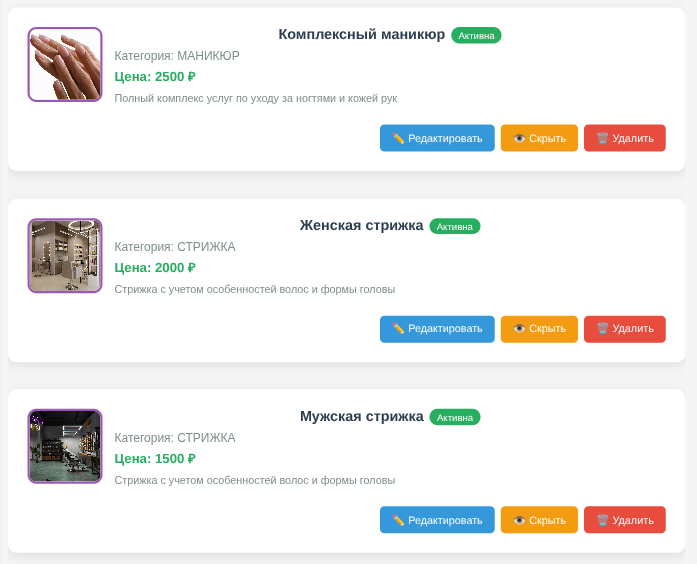 Комплексный маникюр Активна
Категория: МАНИКЮР
Цена: 2500 ₽
Полный комплекс услуг по уходу за ногтями и кожей рук
✏️ Редактировать 👁️ Скрыть 🗑️ Удалить
Женская стрижка Активна
Категория: СТРИЖКА
Цена: 2000 ₽
Стрижка с учетом особенностей волос и формы головы
✏️ Редактировать 👁️ Скрыть 🗑️ Удалить
Мужская стрижка Активна
Категория: СТРИЖКА
Цена: 1500 ₽
Стрижка с учетом особенностей волос и формы головы
✏️ Редактировать 👁️ Скрыть 🗑️ Удалить